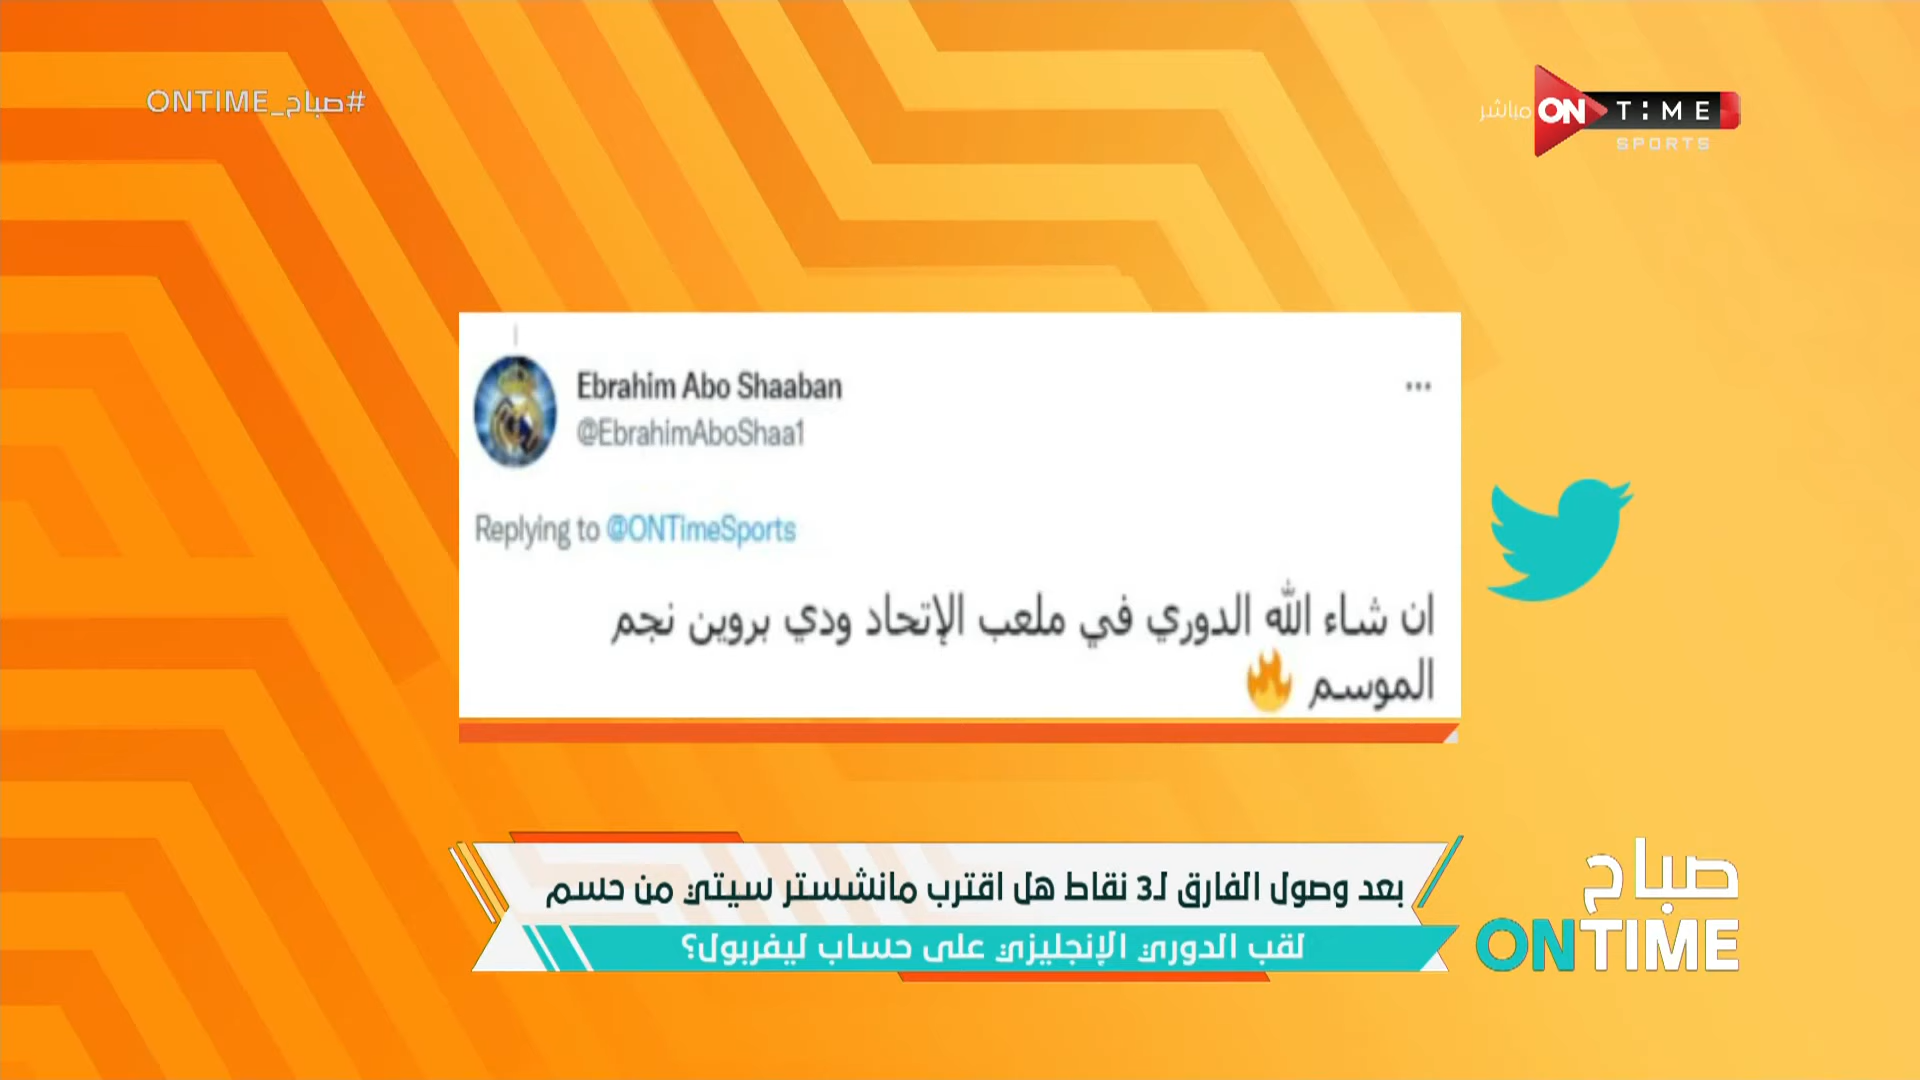 #صباح_ONTIME
مباشر ON TIME
SPORTS
Ebrahim Abo Shaaban
@EbrahimAboShaa1
Replying to @ONTimeSports
ان شاء الله الدوري في ملعب الإتحاد ودي بروين نجم
الموسم 🔥
بعد وصول الفارق لـ3 نقاط هل اقترب مانشستر سيتي من حسم
لقب الدوري الإنجليزي على حساب ليفربول؟
صباح
ONTIME